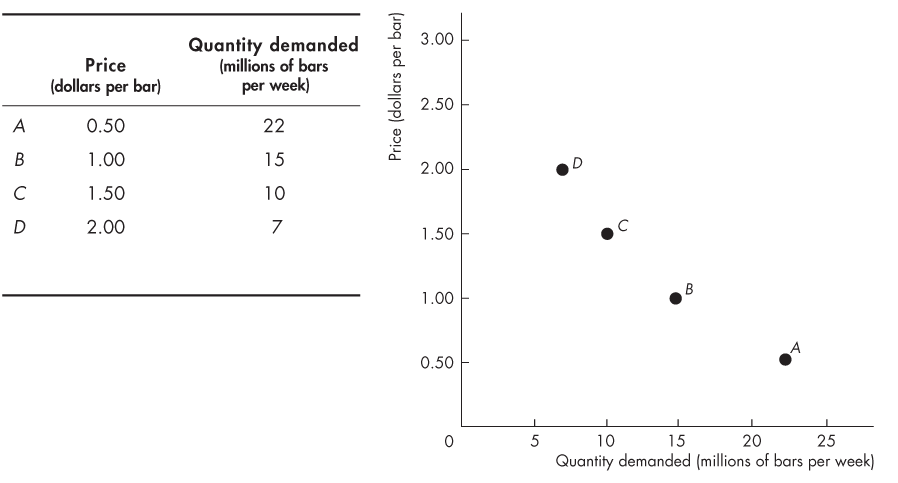 Quantity demanded
Price (millions of bars
(dollars per bar) per week)
A 0.50 22
B 1.00 15
C 1.50 10
D 2.00 7
Price (dollars per bar)
3.00
2.50
2.00
1.50
1.00
0.50
D
C
B
A
0 5 10 15 20 25
Quantity demanded (millions of bars per week)